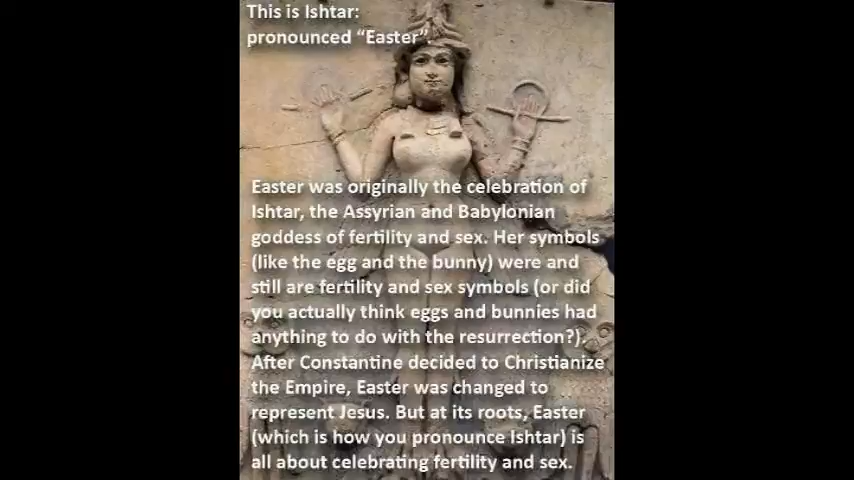 This is Ishtar:
pronounced “Easter”.
Easter was originally the celebration of
Ishtar, the Assyrian and Babylonian
goddess of fertility and sex. Her symbols
(like the egg and the bunny) were and
still are fertility and sex symbols (or did
you actually think eggs and bunnies had
anything to do with the resurrection?).
After Constantine decided to Christianize
the Empire, Easter was changed to
represent Jesus. But at its roots, Easter
(which is how you pronounce Ishtar) is
all about celebrating fertility and sex.